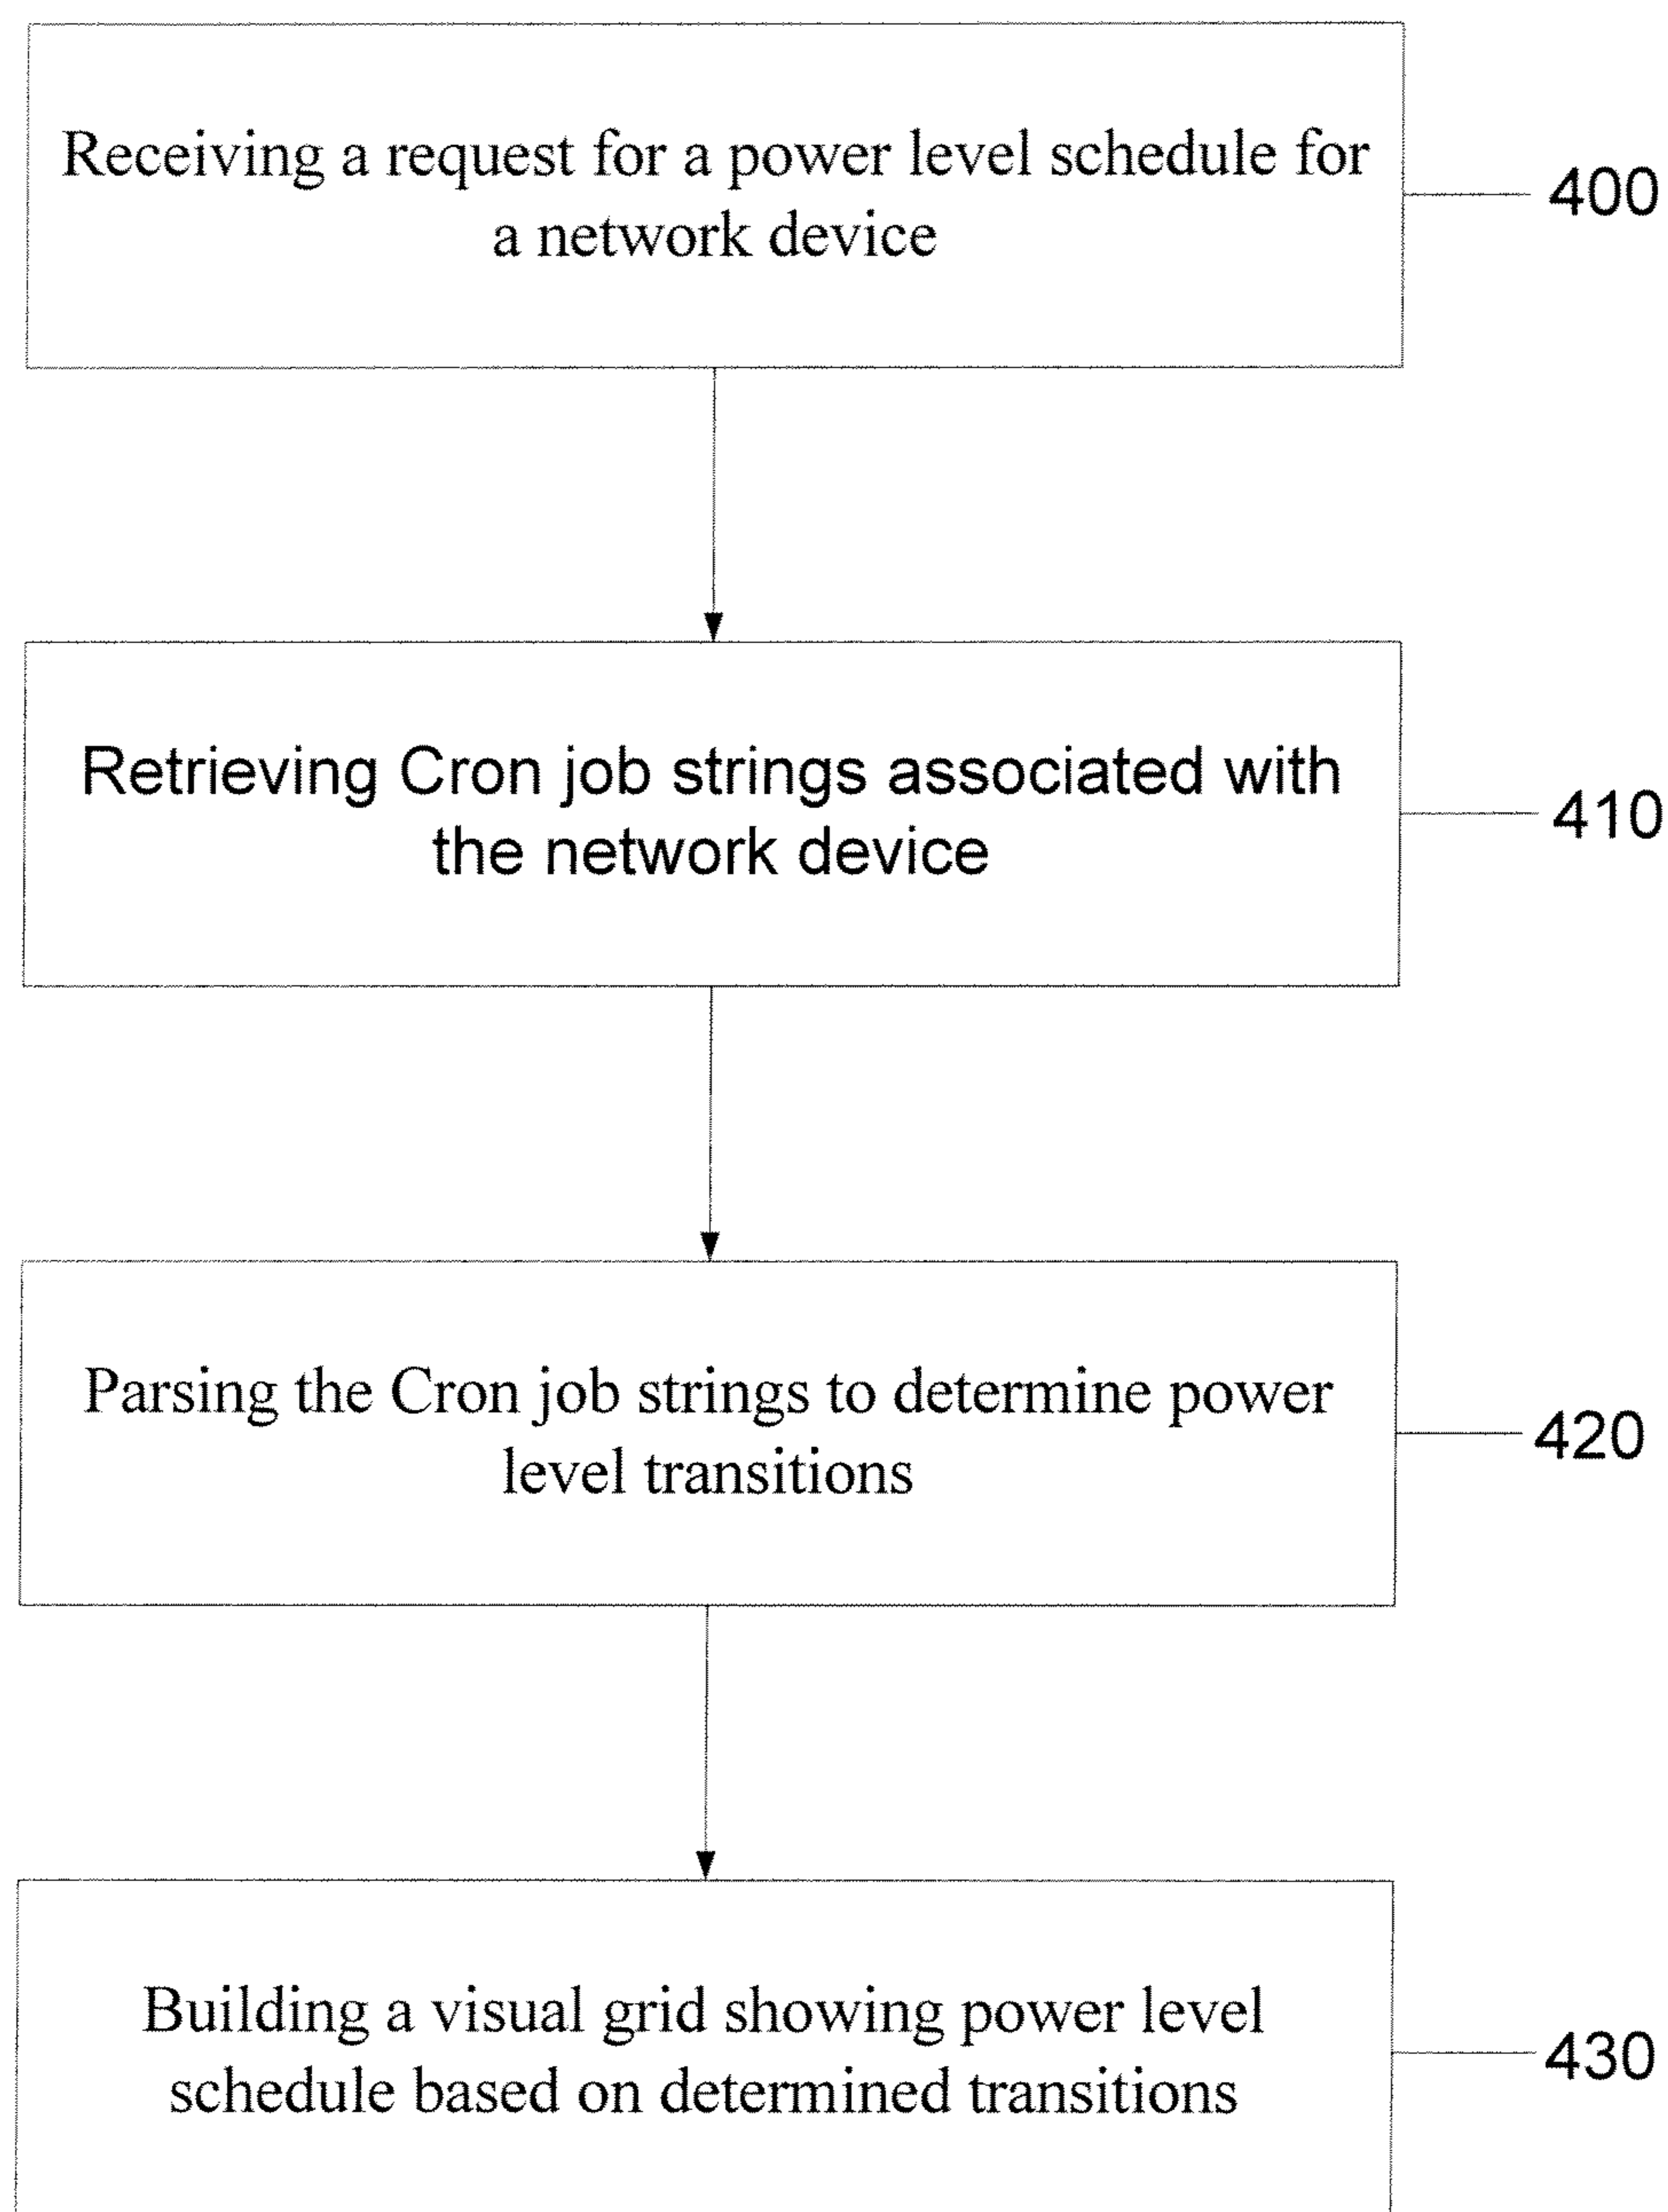 Receiving a request for a power level schedule for
a network device
400
Retrieving Cron job strings associated with
the network device
410
Parsing the Cron job strings to determine power
level transitions
420
Building a visual grid showing power level
schedule based on determined transitions
430